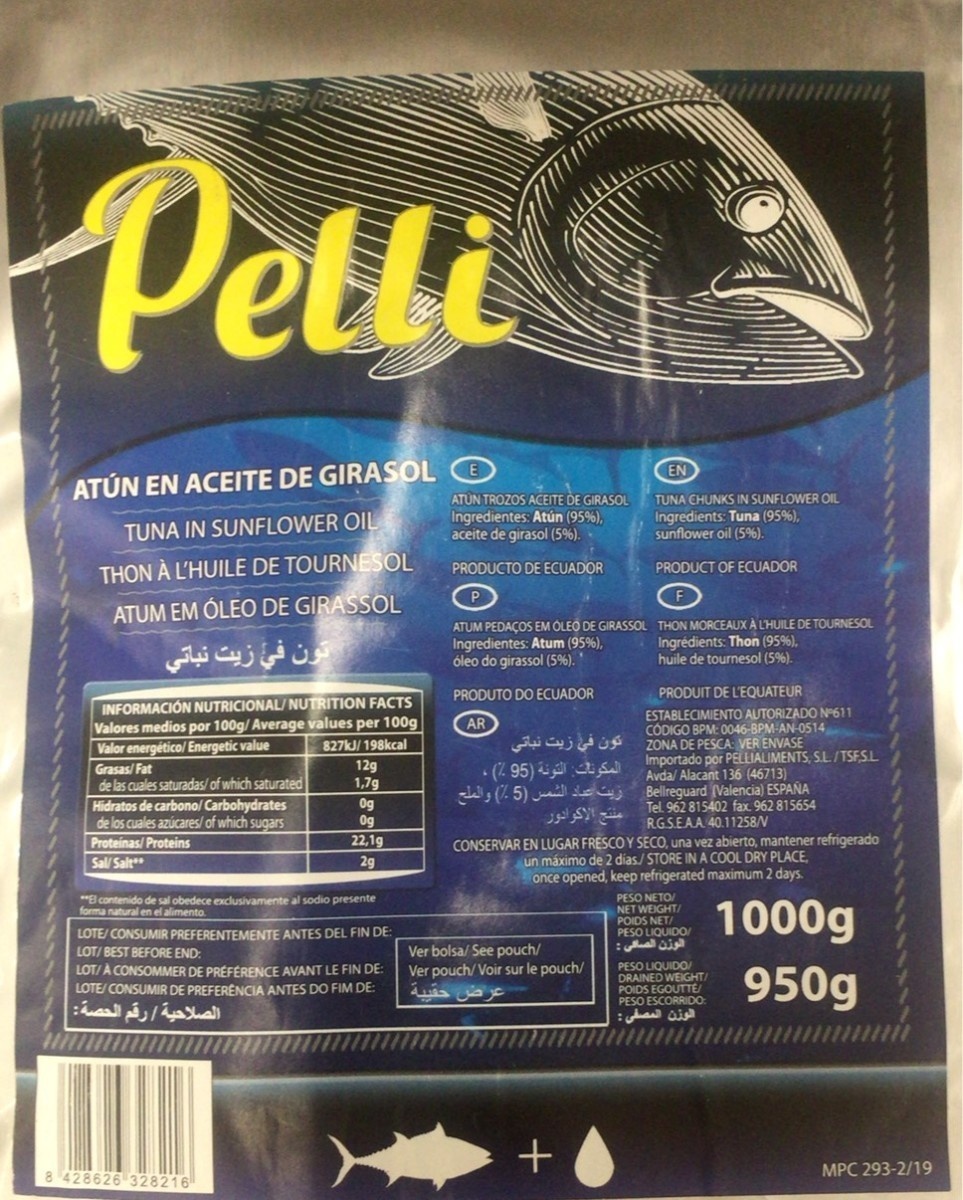 Pelli
ATÚN EN ACEITE DE GIRASOL
TUNA IN SUNFLOWER OIL
THON À L'HUILE DE TOURNESOL
ATUM EM ÓLEO DE GIRASSOL
تون في زيت نباتي
INFORMACIÓN NUTRICIONAL/ NUTRITION FACTS
Valores medios por 100g/ Average values per 100g
Valor energético/ Energetic value 827kJ/ 198kcal
Grasas/ Fat 12g
de las cuales saturadas/ of which saturated 1,7g
Hidratos de carbono/ Carbohydrates 0g
de los cuales azúcares/ of which sugars 0g
Proteínas/ Proteins 22,1g
Sal/ Salt** 2g
**El contenido de sal obedece exclusivamente al sodio presente
forma natural en el alimento.
E
ATÚN TROZOS ACEITE DE GIRASOL
Ingredientes: Atún (95%),
aceite de girasol (5%).
PRODUCTO DE ECUADOR
EN
TUNA CHUNKS IN SUNFLOWER OIL
Ingredients: Tuna (95%),
sunflower oil (5%).
PRODUCT OF ECUADOR
P
ATUM PEDAÇOS EM ÓLEO DE GIRASSOL
Ingredientes: Atum (95%),
óleo do girassol (5%).
PRODUTO DO ECUADOR
F
THON MORCEAUX À L'HUILE DE TOURNESOL
Ingrédients: Thon (95%),
huile de tournesol (5%).
PRODUIT DE L'EQUATEUR
AR
تون في زيت نباتي
المكونات: التونة (95 ٪) ،
زيت عباد الشمس (5 ٪) والملح
منتج الاكوادور
ESTABLECIMIENTO AUTORIZADO Nº611
CÓDIGO BPM: 0046-BPM-AN-0514
ZONA DE PESCA: VER ENVASE
Importado por PELLIALIMENTS, S.L. / TSF,S.L.
Avda/ Alacant 136 (46713)
Bellreguard (Valencia) ESPAÑA
Tel. 962 815402 fax. 962 815654
R.G.S.E.A.A. 40.11258/V
CONSERVAR EN LUGAR FRESCO Y SECO, una vez abierto, mantener refrigerado
un máximo de 2 días./ STORE IN A COOL DRY PLACE,
once opened, keep refrigerated maximum 2 days.
LOTE/ CONSUMIR PREFERENTEMENTE ANTES DEL FIN DE:
LOT/ BEST BEFORE END:
LOT/ À CONSOMMER DE PRÉFÉRENCE AVANT LE FIN DE:
LOTE/ CONSUMIR DE PREFERÊNCIA ANTES DO FIM DE:
الصلاحية / رقم الحصة :
Ver bolsa/ See pouch/
Ver pouch/ Voir sur le pouch/
عرض حقيبة
PESO NETO/
NET WEIGHT/
POIDS NET/
PESO LIQUIDO/
الوزن الصافي :
1000g
PESO LIQUIDO/
DRAINED WEIGHT/
POIDS EGOUTTÉ/
PESO ESCORRIDO:
الوزن المصفي :
950g
8 428626 328216
+
MPC 293-2/19